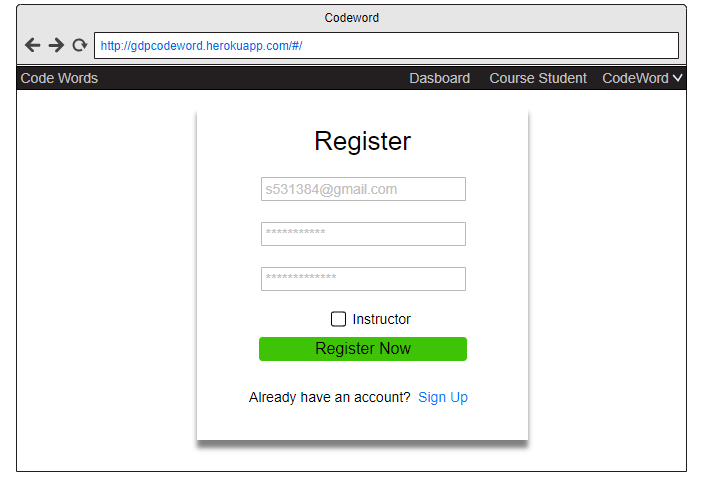 Codeword
http://gdpcodeword.herokuapp.com/#/
Code Words Dasboard Course Student CodeWord
Register
s531384@gmail.com
***********
*************
Instructor
Register Now
Already have an account? Sign Up